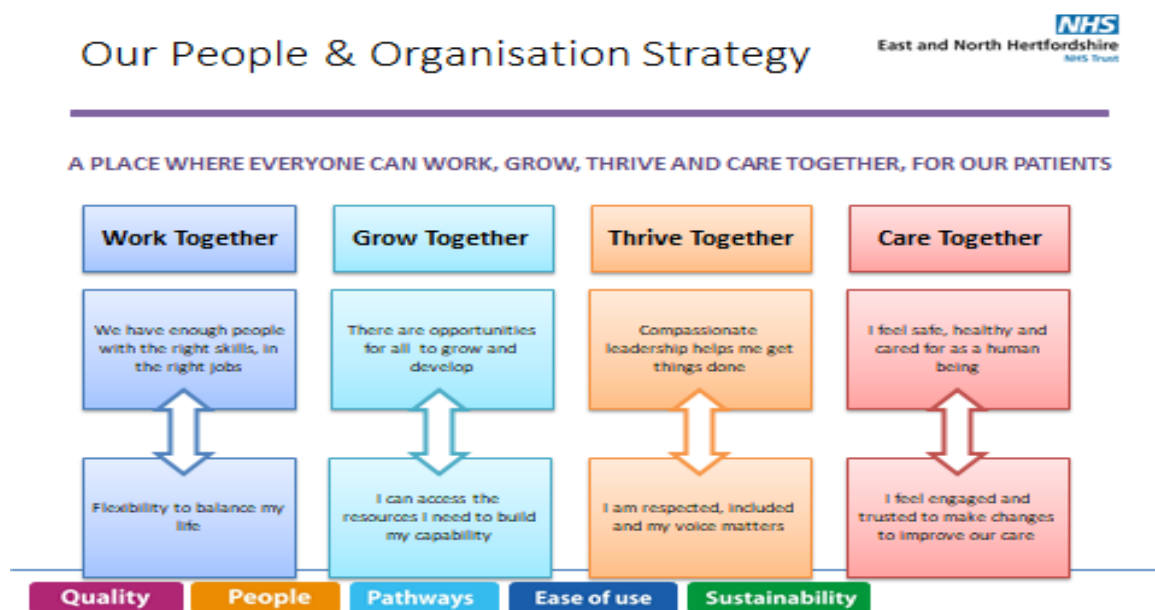 Our People & Organisation Strategy
NHS
East and North Hertfordshire
NHS Trust
A PLACE WHERE EVERYONE CAN WORK, GROW, THRIVE AND CARE TOGETHER, FOR OUR PATIENTS
Work Together
Grow Together
Thrive Together
Care Together
We have enough people
with the right skills, in
the right jobs
There are opportunities
for all to grow and
develop
Compassionate
leadership helps me get
things done
I feel safe, healthy and
cared for as a human
being
Flexibility to balance my
life
I can access the
resources I need to build
my capability
I am respected, included
and my voice matters
I feel engaged and
trusted to make changes
to improve our care
Quality
People
Pathways
Ease of use
Sustainability